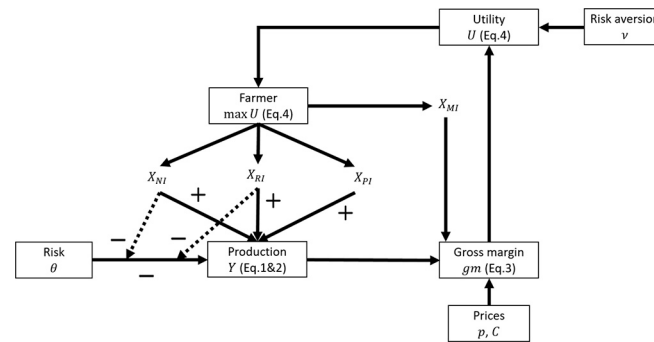 Utility
U (Eq.4)
Risk aversion
ν
Farmer
max U (Eq.4)
X_MI
X_NI
X_RI
X_PI
+
+
+
−
−
−
Risk
θ
Production
Y (Eq.1&2)
Gross margin
gm (Eq.3)
Prices
p, C